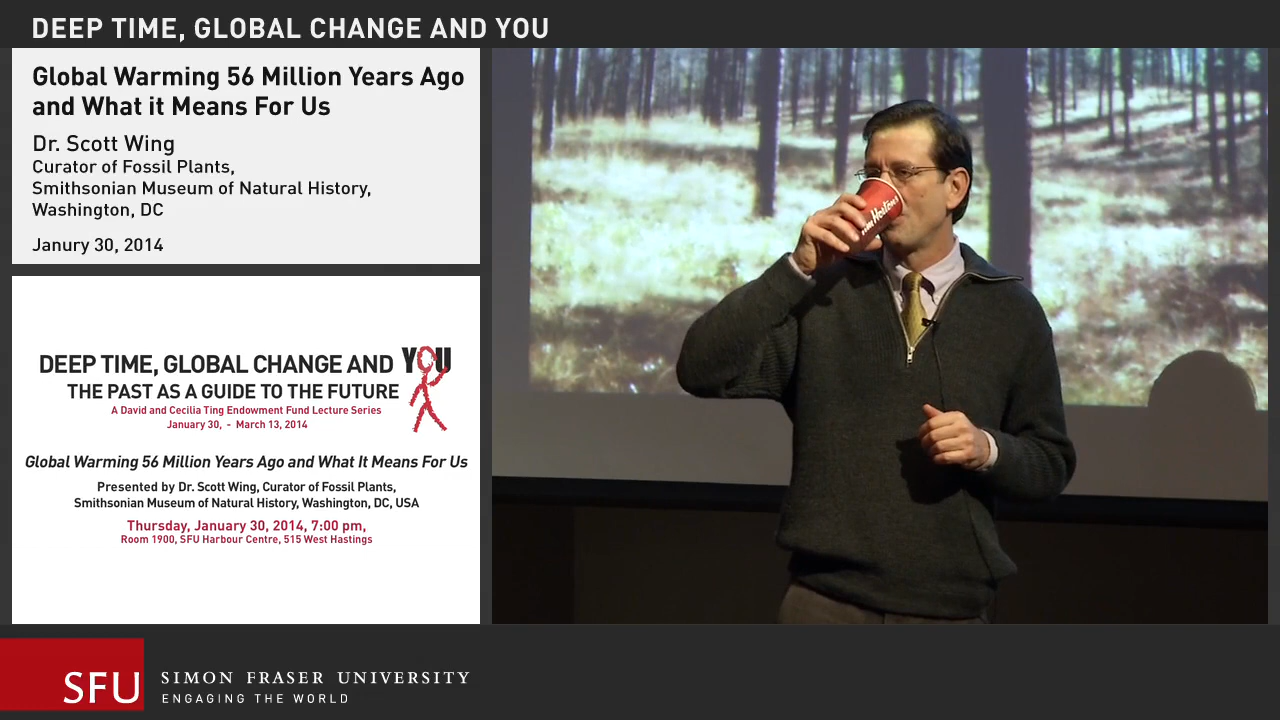 DEEP TIME, GLOBAL CHANGE AND YOU
Global Warming 56 Million Years Ago
and What it Means For Us
Dr. Scott Wing
Curator of Fossil Plants,
Smithsonian Museum of Natural History,
Washington, DC
Janury 30, 2014
DEEP TIME, GLOBAL CHANGE AND YOU
THE PAST AS A GUIDE TO THE FUTURE
A David and Cecilia Ting Endowment Fund Lecture Series
January 30, - March 13, 2014
Global Warming 56 Million Years Ago and What It Means For Us
Presented by Dr. Scott Wing, Curator of Fossil Plants,
Smithsonian Museum of Natural History, Washington, DC, USA
Thursday, January 30, 2014, 7:00 pm,
Room 1900, SFU Harbour Centre, 515 West Hastings
Tim Hortons
SFU
SIMON FRASER UNIVERSITY
ENGAGING THE WORLD